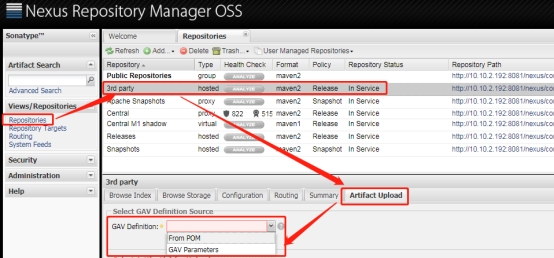 Nexus Repository Manager OSS
Sonatype™
Welcome
Repositories
Refresh Add... Delete Trash... User Managed Repositories
Artifact Search
Advanced Search
Views/Repositories
Repositories
Repository Targets
Routing
System Feeds
Security
Administration
Help
Repository Type Health Check Format Policy Repository Status Repository Path
Public Repositories group ANALYZE maven2 http://10.10.2.192:8081/nexus/co
3rd party hosted ANALYZE maven2 Release In Service http://10.10.2.192:8081/nexus/co
Apache Snapshots proxy ANALYZE maven2 Snapshot In Service http://10.10.2.192:8081/nexus/co
Central proxy 822 515 maven2 Release In Service http://10.10.2.192:8081/nexus/co
Central M1 shadow virtual ANALYZE maven1 Release In Service http://10.10.2.192:8081/nexus/co
Releases hosted ANALYZE maven2 Release In Service http://10.10.2.192:8081/nexus/co
Snapshots hosted ANALYZE maven2 Snapshot In Service http://10.10.2.192:8081/nexus/co
3rd party
Browse Index Browse Storage Configuration Routing Summary Artifact Upload
Select GAV Definition Source
GAV Definition:
From POM
GAV Parameters